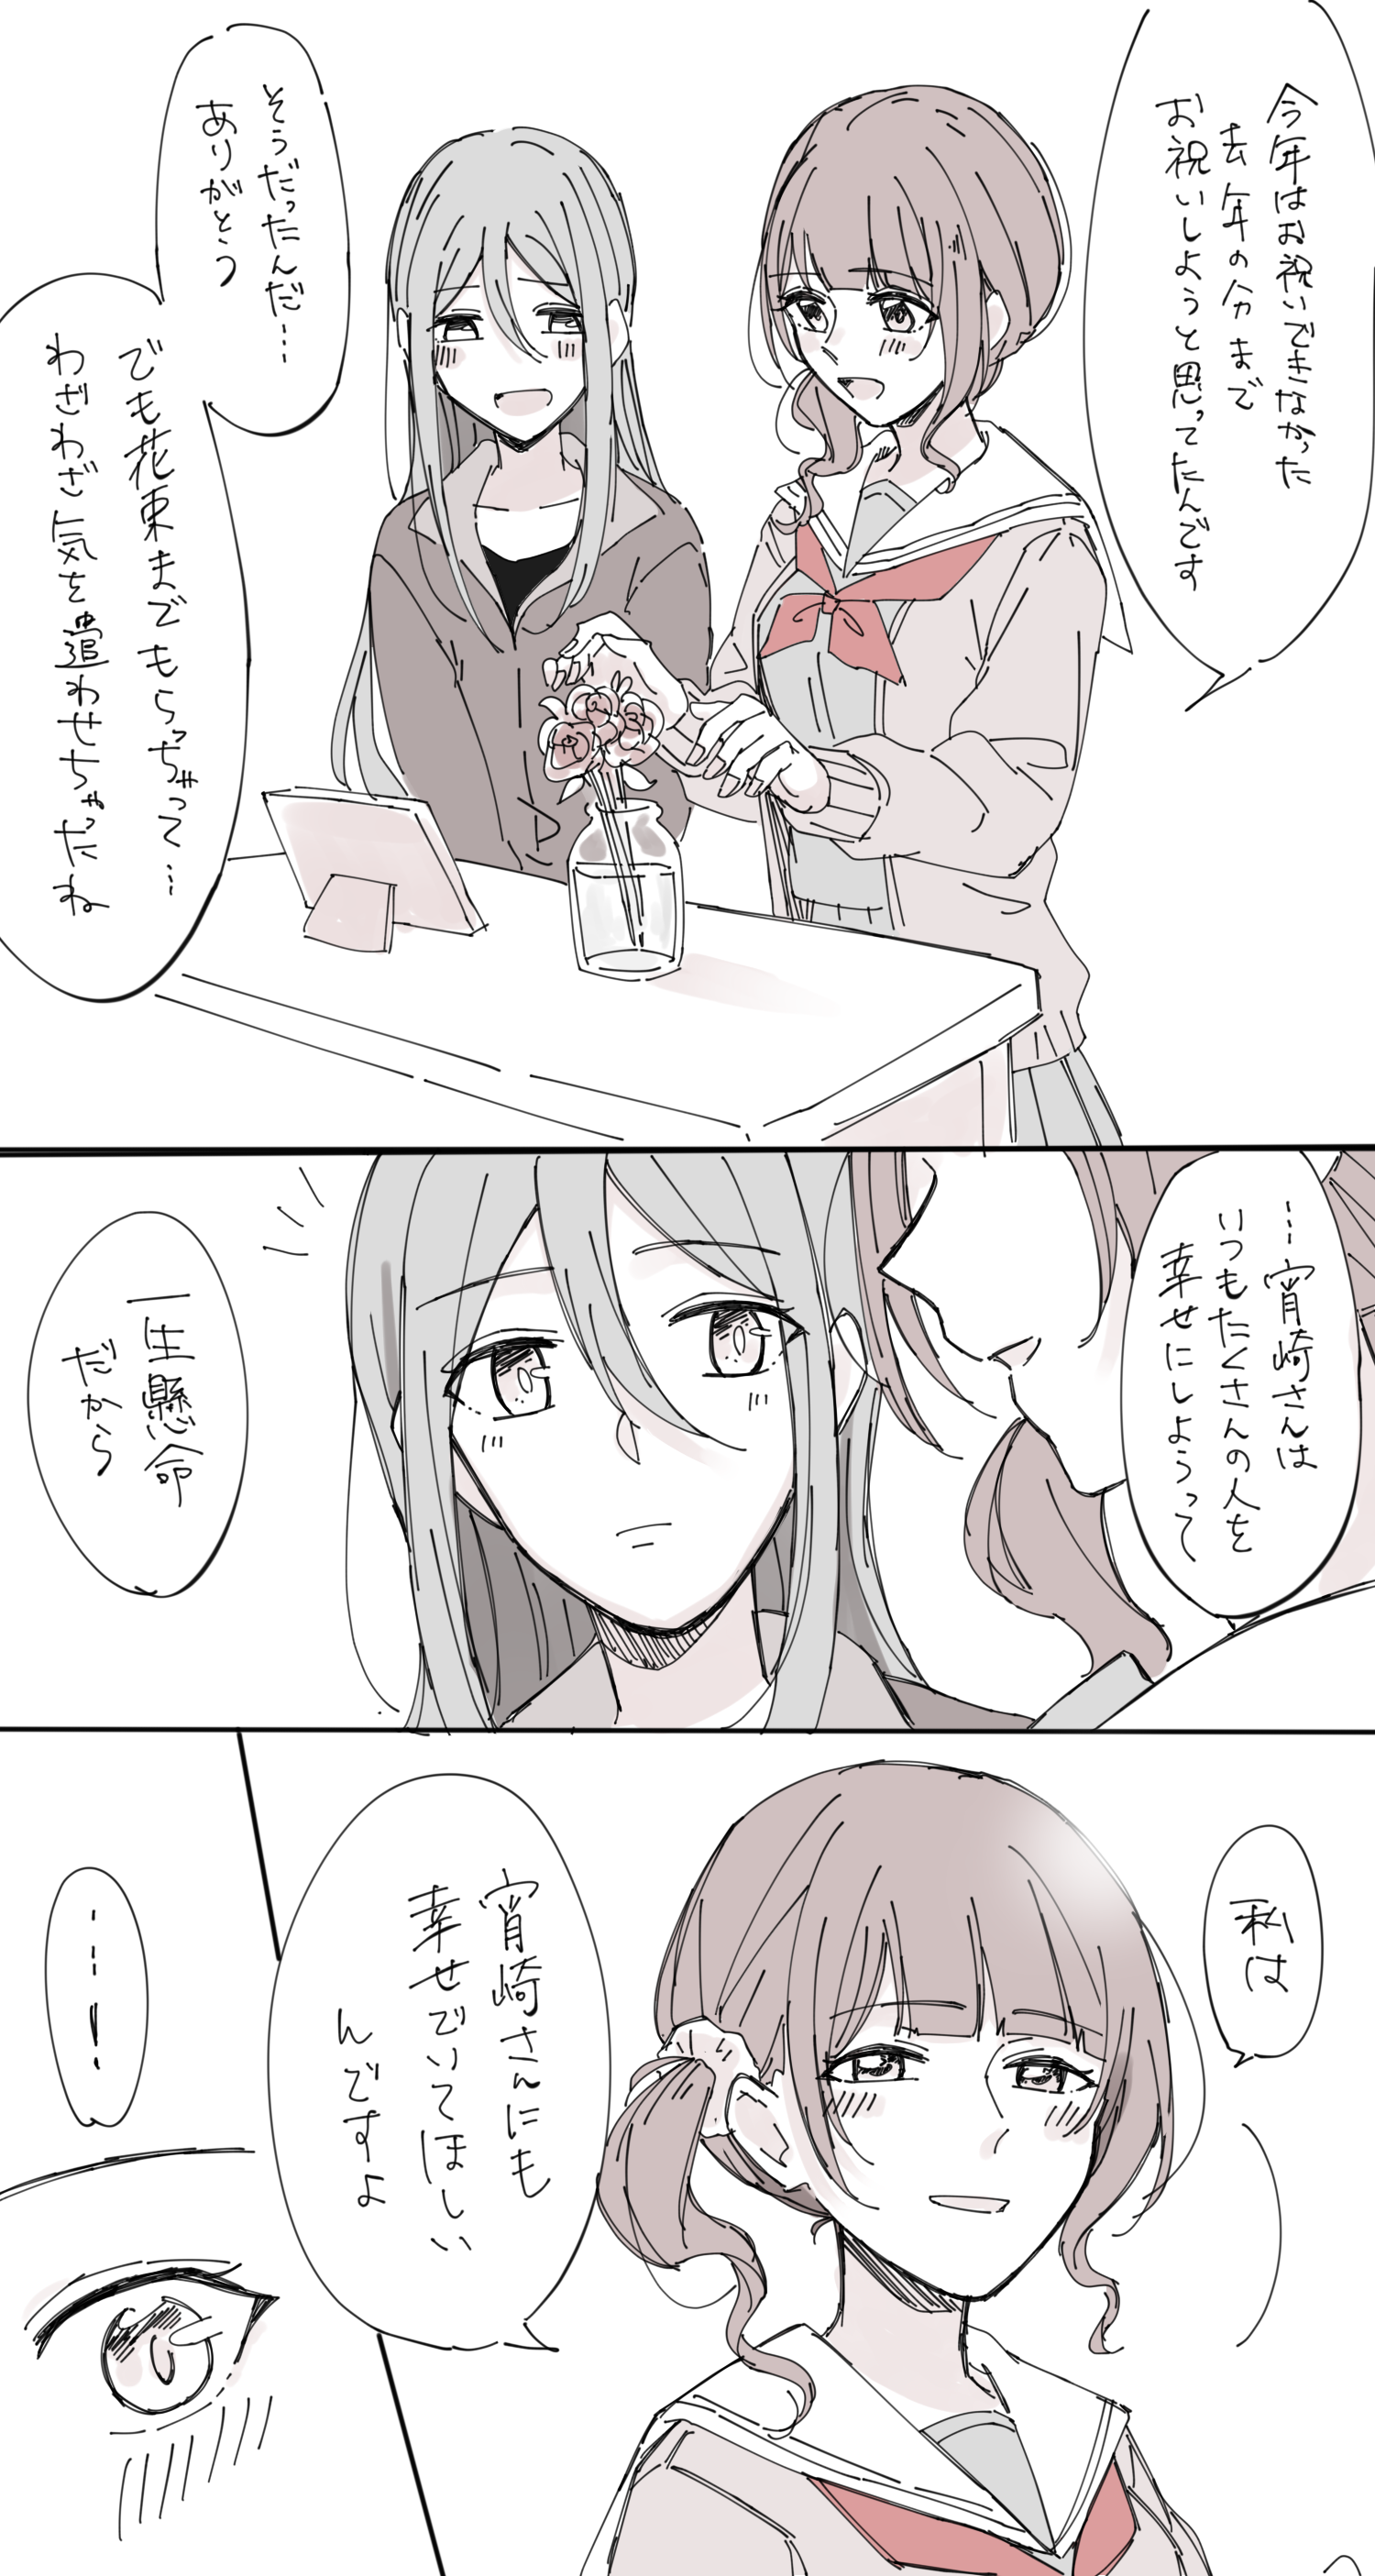 今年はお祝いできなかった
去年の分まで
お祝いしようと思ってたんです
そうだったんだ…
ありがとう
でも花束までもらっちゃって…
わざわざ気を遣わせちゃったね
…宵崎さんは
いつもたくさんの人を
幸せにしようって
一生懸命
だから
私は
宵崎さんにも
幸せでいてほしい
んですよ
……！